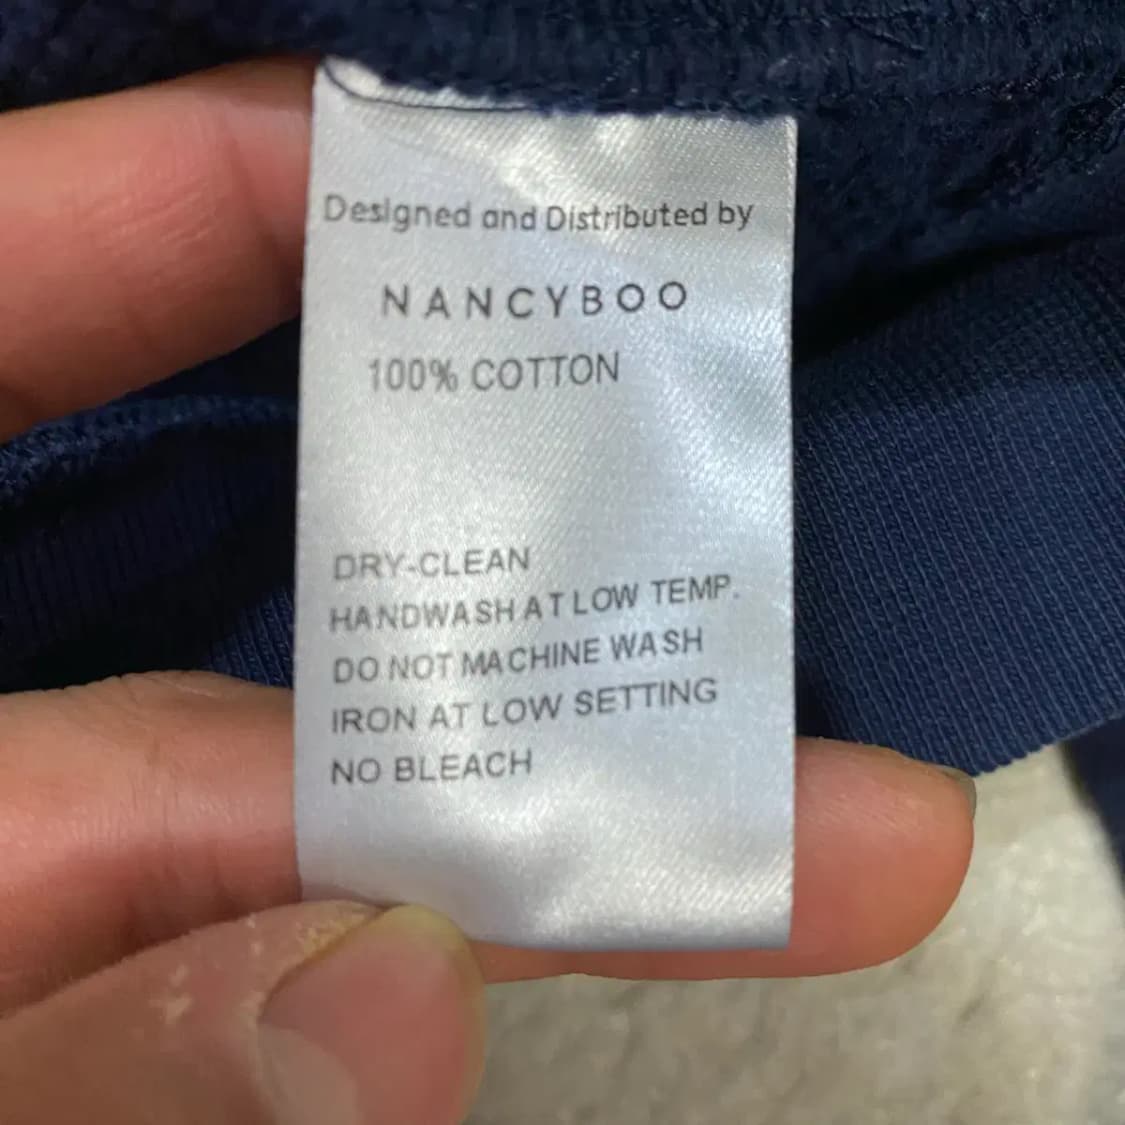 Designed and Distributed by
NANCYBOO
100% COTTON
DRY-CLEAN
HANDWASH AT LOW TEMP.
DO NOT MACHINE WASH
IRON AT LOW SETTING
NO BLEACH